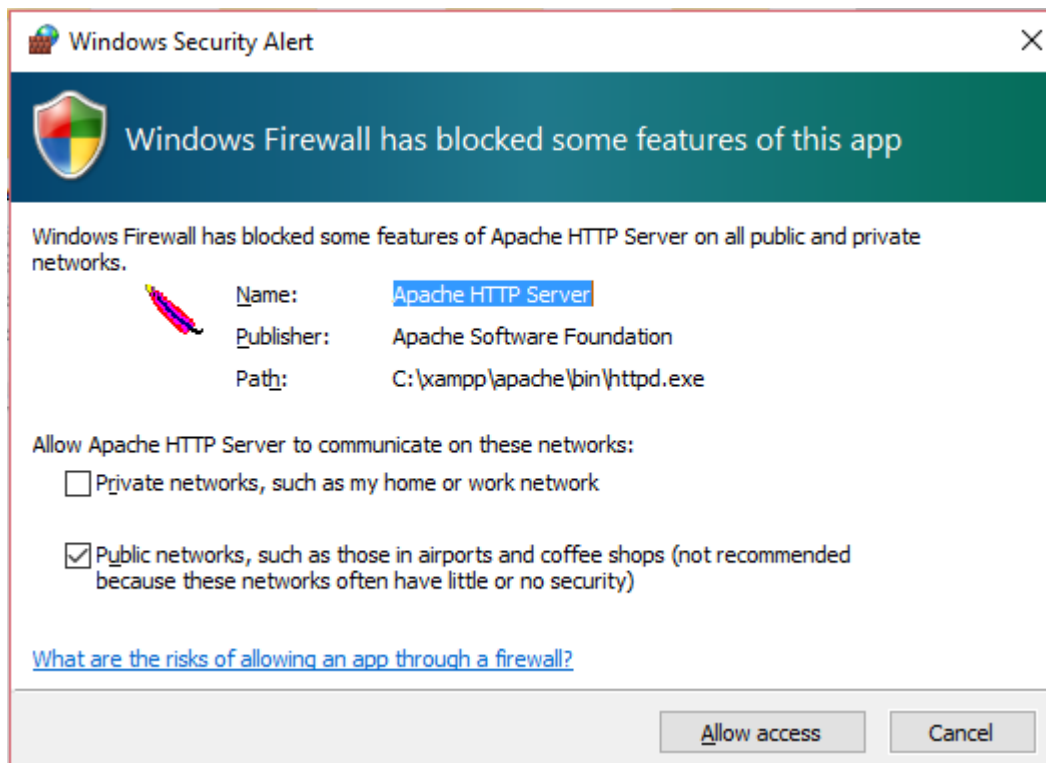 Windows Security Alert
Windows Firewall has blocked some features of this app
Windows Firewall has blocked some features of Apache HTTP Server on all public and private
networks.
Name: Apache HTTP Server
Publisher: Apache Software Foundation
Path: C:\xampp\apache\bin\httpd.exe
Allow Apache HTTP Server to communicate on these networks:
Private networks, such as my home or work network
Public networks, such as those in airports and coffee shops (not recommended
because these networks often have little or no security)
What are the risks of allowing an app through a firewall?
Allow access Cancel